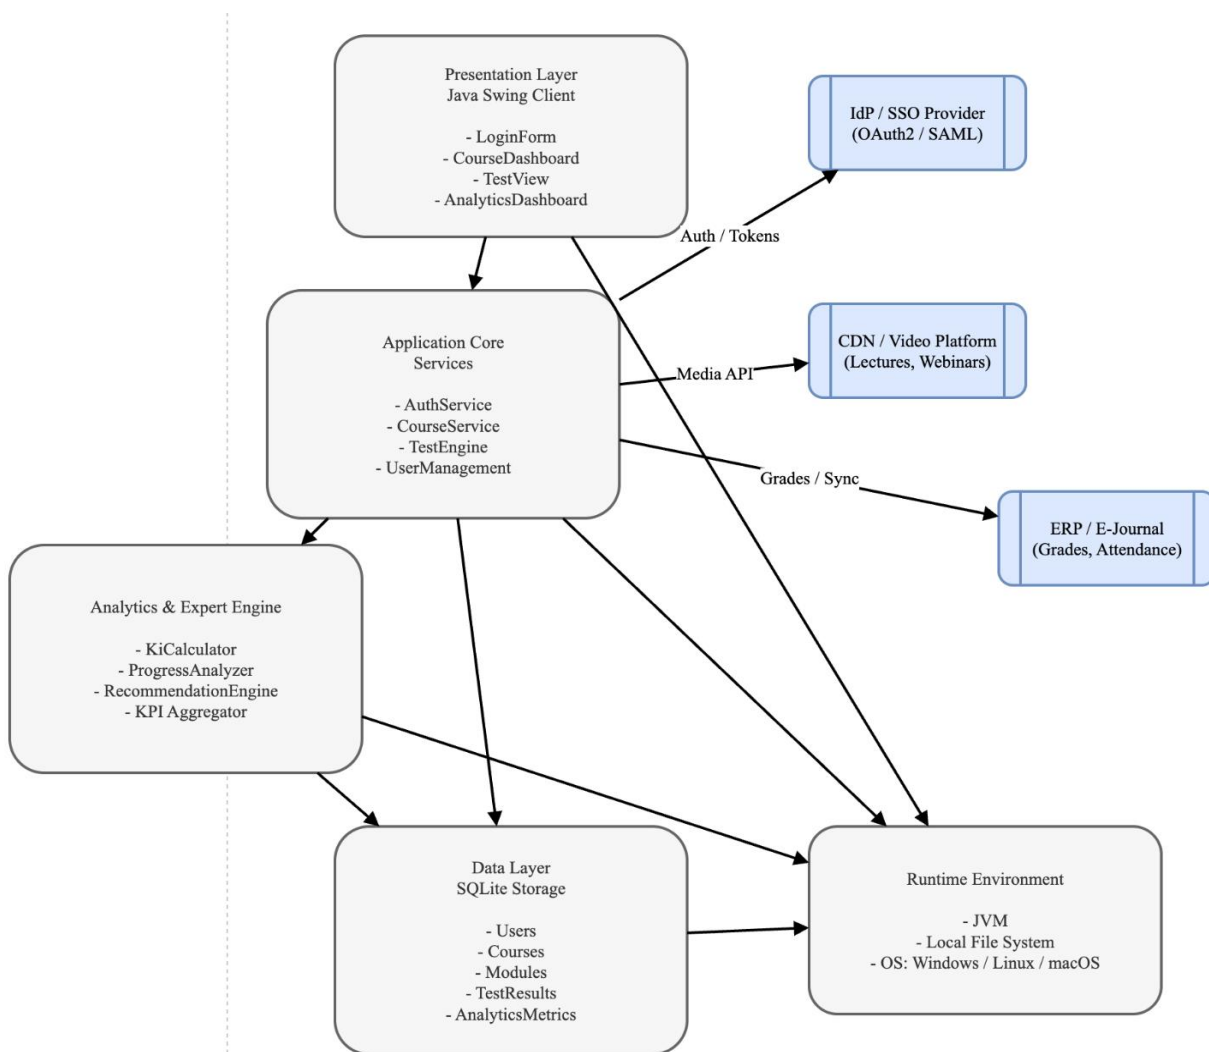 Presentation Layer
Java Swing Client
- LoginForm
- CourseDashboard
- TestView
- AnalyticsDashboard
IdP / SSO Provider
(OAuth2 / SAML)
Auth / Tokens
Application Core
Services
- AuthService
- CourseService
- TestEngine
- UserManagement
CDN / Video Platform
(Lectures, Webinars)
Media API
Grades / Sync
ERP / E-Journal
(Grades, Attendance)
Analytics & Expert Engine
- KiCalculator
- ProgressAnalyzer
- RecommendationEngine
- KPI Aggregator
Data Layer
SQLite Storage
- Users
- Courses
- Modules
- TestResults
- AnalyticsMetrics
Runtime Environment
- JVM
- Local File System
- OS: Windows / Linux / macOS